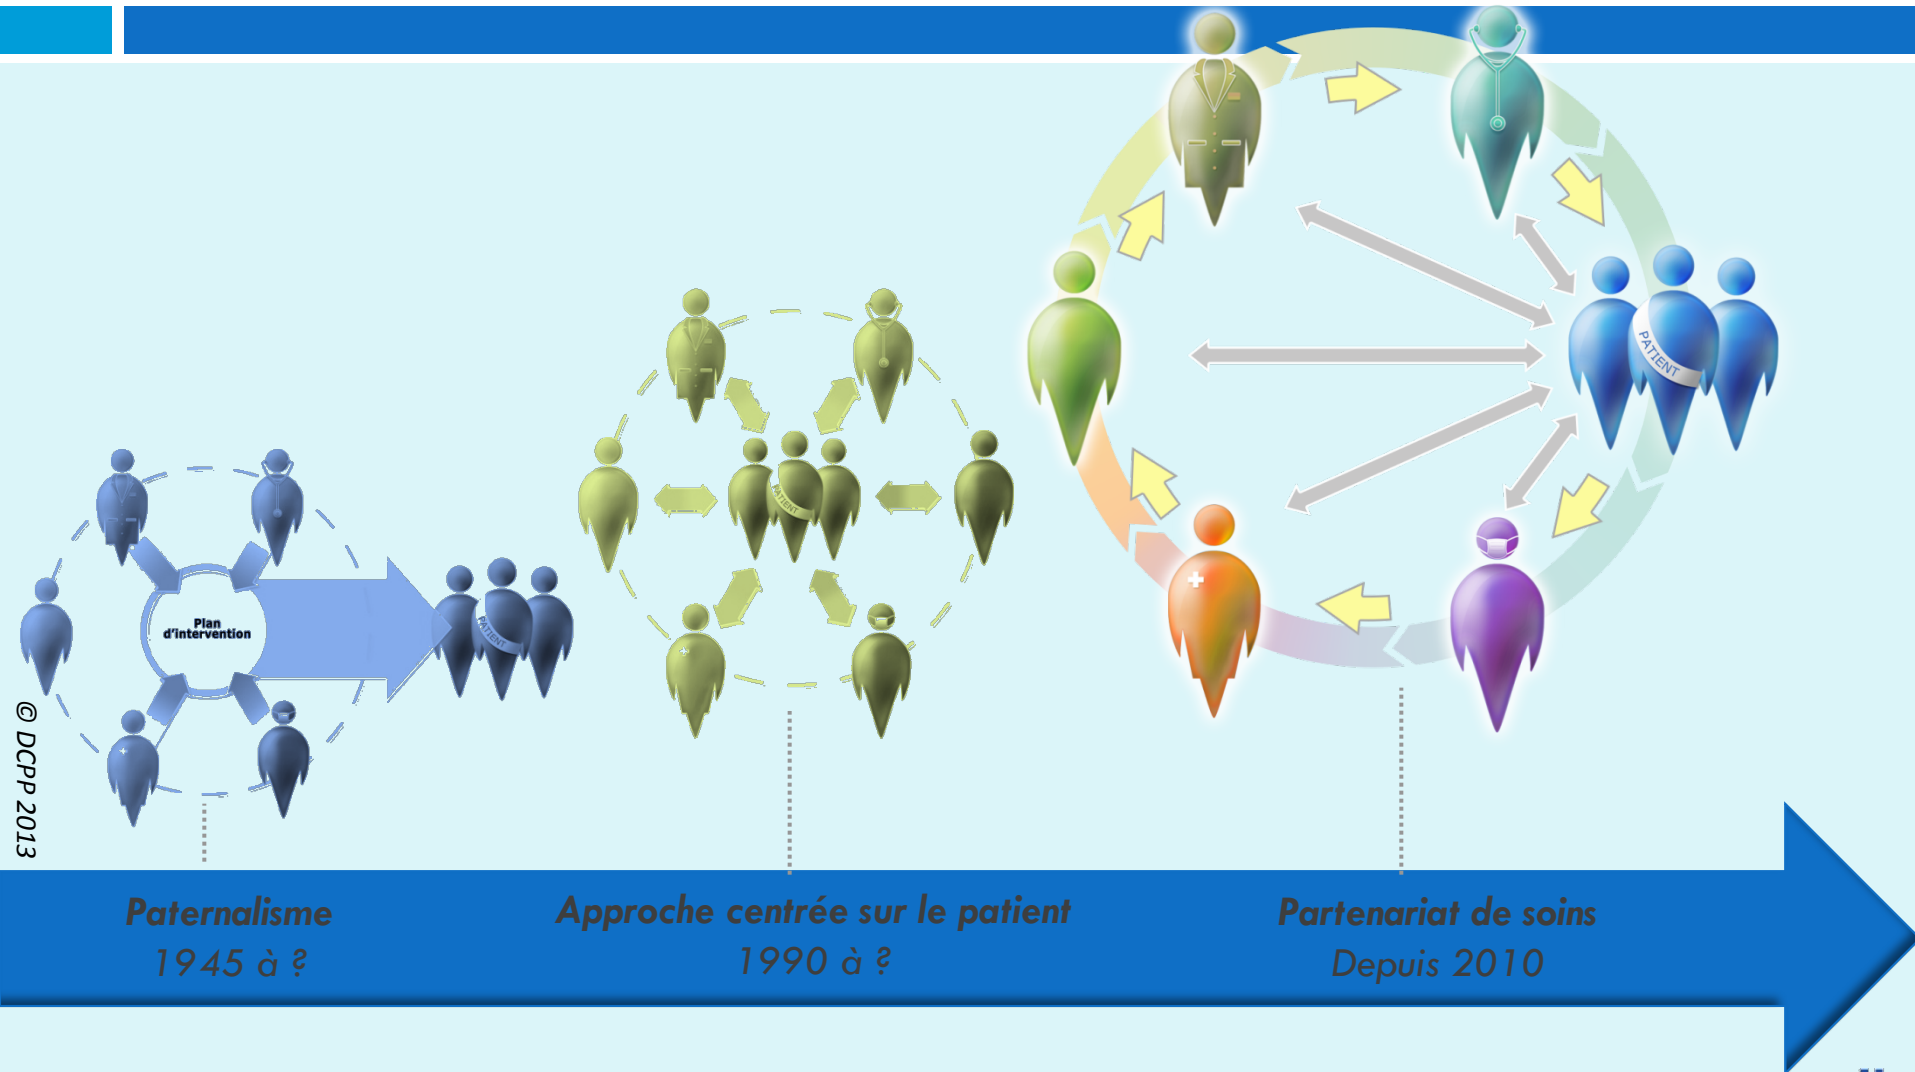 PATIENT
PATIENT
Plan
d'intervention
PATIENT
© DCPP 2013
Paternalisme
1945 à ?
Approche centrée sur le patient
1990 à ?
Partenariat de soins
Depuis 2010